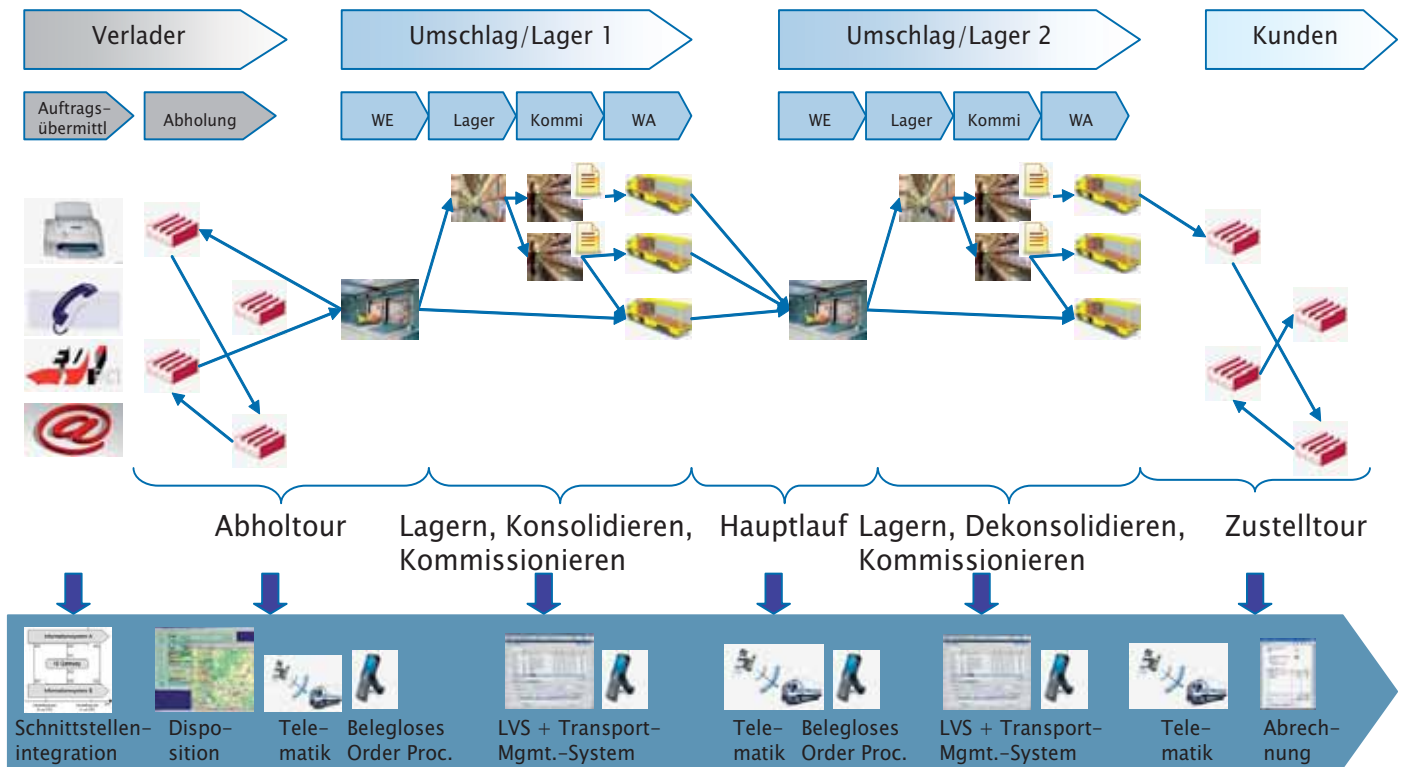 Verlader
Umschlag/Lager 1
Umschlag/Lager 2
Kunden
Auftrags-
übermittl
Abholung
WE
Lager
Kommi
WA
WE
Lager
Kommi
WA
Abholtour
Lagern, Konsolidieren,
Kommissionieren
Hauptlauf
Lagern, Dekonsolidieren,
Kommissionieren
Zustelltour
Informationssystem A
Informationssystem B
Schnittstellen-
integration
Dispo-
sition
Tele-
matik
Belegloses
Order Proc.
LVS + Transport-
Mgmt.-System
Tele-
matik
Belegloses
Order Proc.
LVS + Transport-
Mgmt.-System
Tele-
matik
Abrech-
nung